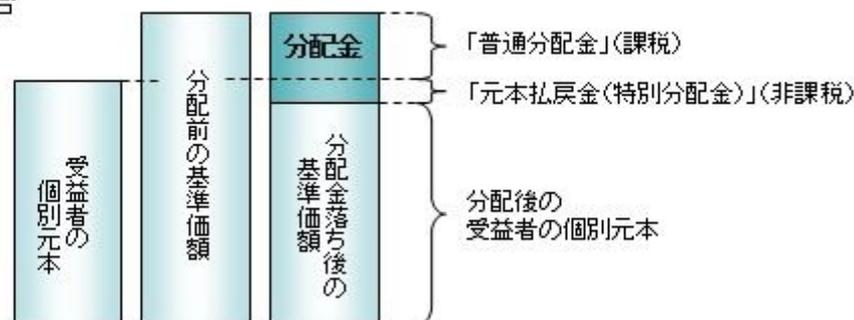 受益者の
個別元本
分配前の基準価額
分配金
分配金落ち後の
基準価額
「普通分配金」(課税)
「元本払戻金(特別分配金)」(非課税)
分配後の
受益者の個別元本